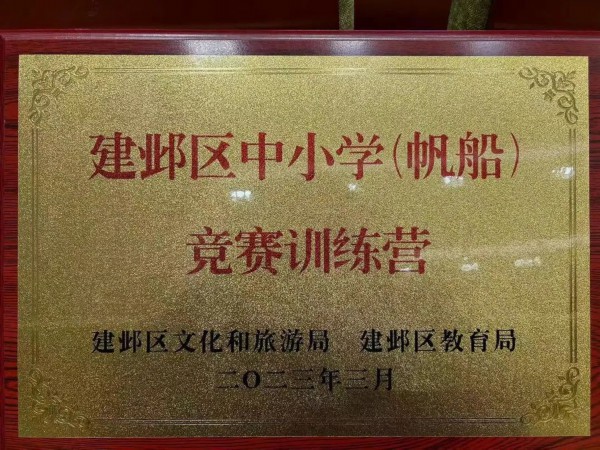 建邺区中小学（帆船）
竞赛训练营
建邺区文化和旅游局 建邺区教育局
二〇二三年三月